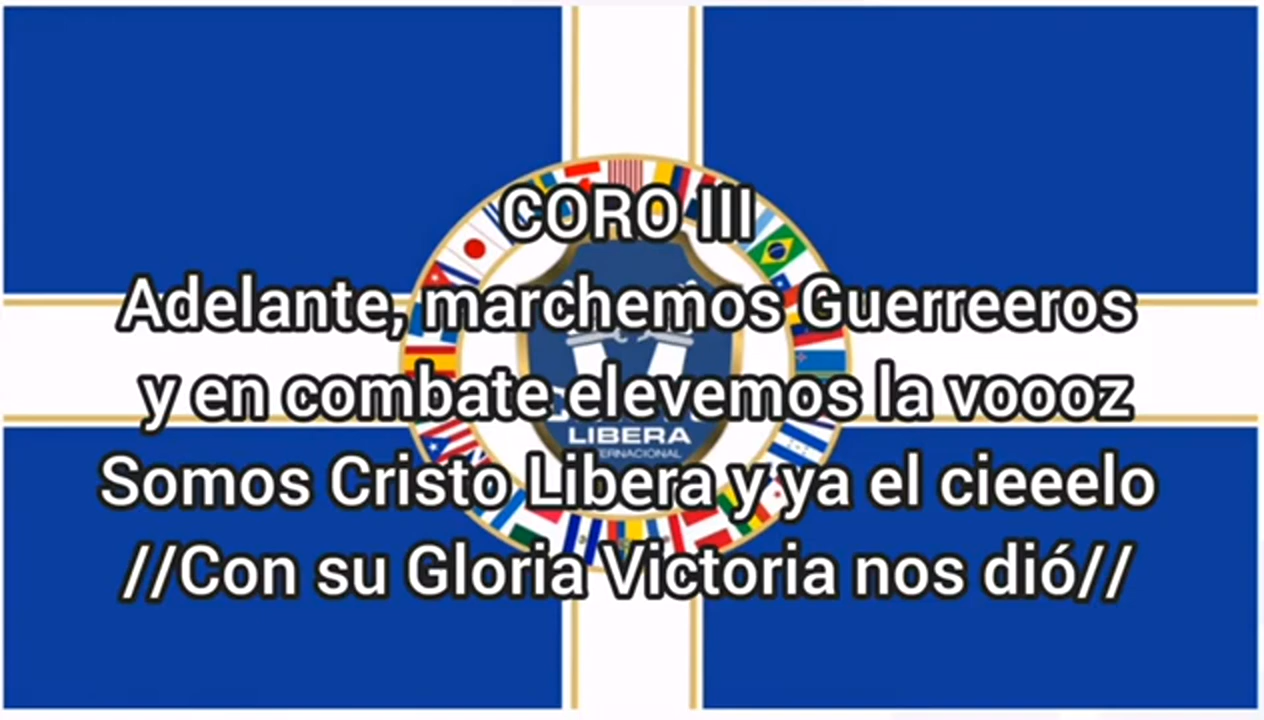 CORO III
Adelante, marchemos Guerreeros
y en combate elevemos la voooz
LIBERA
Somos Cristo Libera y ya el cieeelo
//Con su Gloria Victoria nos dió//